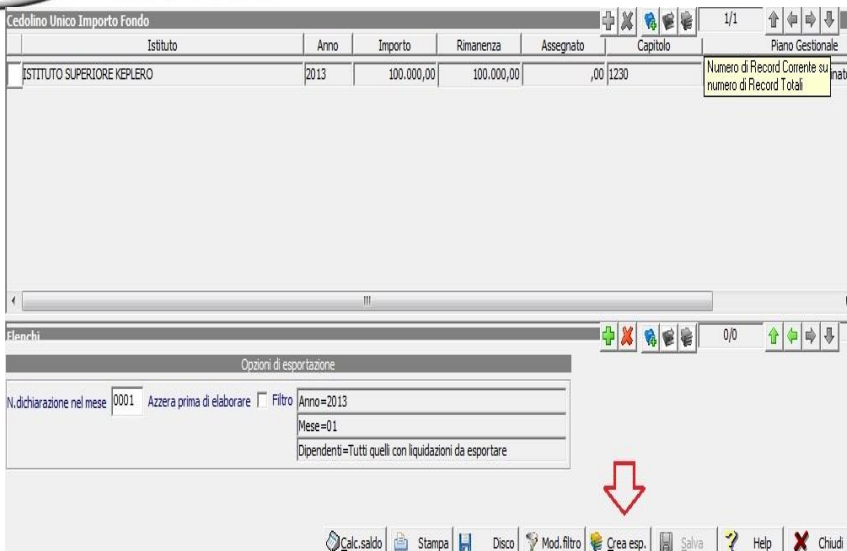 Cedolino Unico Importo Fondo 1/1
Istituto Anno Importo Rimanenza Assegnato Capitolo Piano Gestionale
ISTITUTO SUPERIORE KEPLERO 2013 100.000,00 100.000,00 ,00 1230
Numero di Record Corrente su
numero di Record Totali
Elenchi 0/0
Opzioni di esportazione
N.dichiarazione nel mese 0001 Azzera prima di elaborare Filtro Anno=2013
Mese=01
Dipendenti=Tutti quelli con liquidazioni da esportare
Calc.saldo Stampa Disco Mod.filtro Crea esp. Salva Help Chiudi